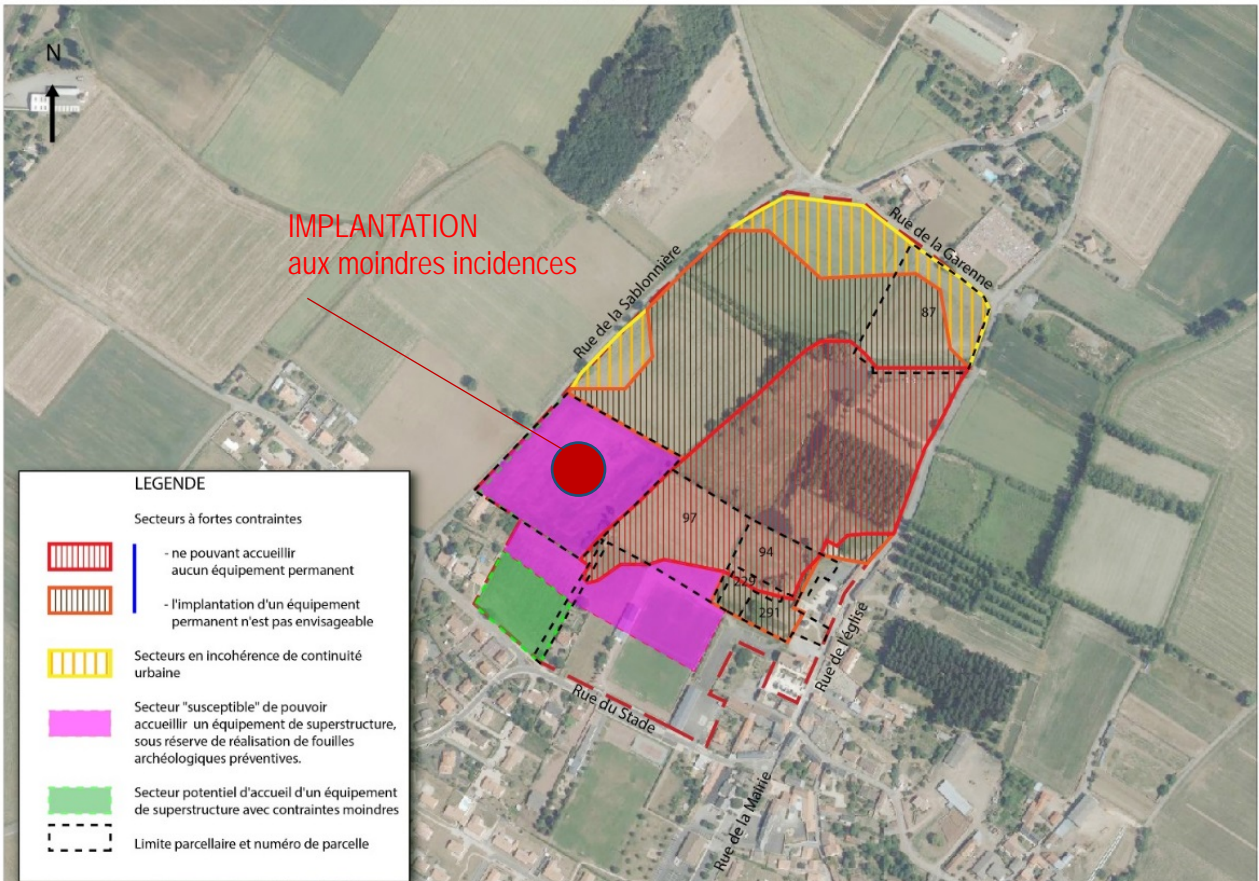 N
IMPLANTATION
aux moindres incidences
Rue de la Sablonnière
Rue de la Garenne
87
97
94
229
291
Rue de l'église
Rue du Stade
Rue de la Mairie
LEGENDE
Secteurs à fortes contraintes
- ne pouvant accueillir
aucun équipement permanent
- l'implantation d'un équipement
permanent n'est pas envisageable
Secteurs en incohérence de continuité
urbaine
Secteur "susceptible" de pouvoir
accueillir un équipement de superstructure,
sous réserve de réalisation de fouilles
archéologiques préventives.
Secteur potentiel d'accueil d'un équipement
de superstructure avec contraintes moindres
Limite parcellaire et numéro de parcelle